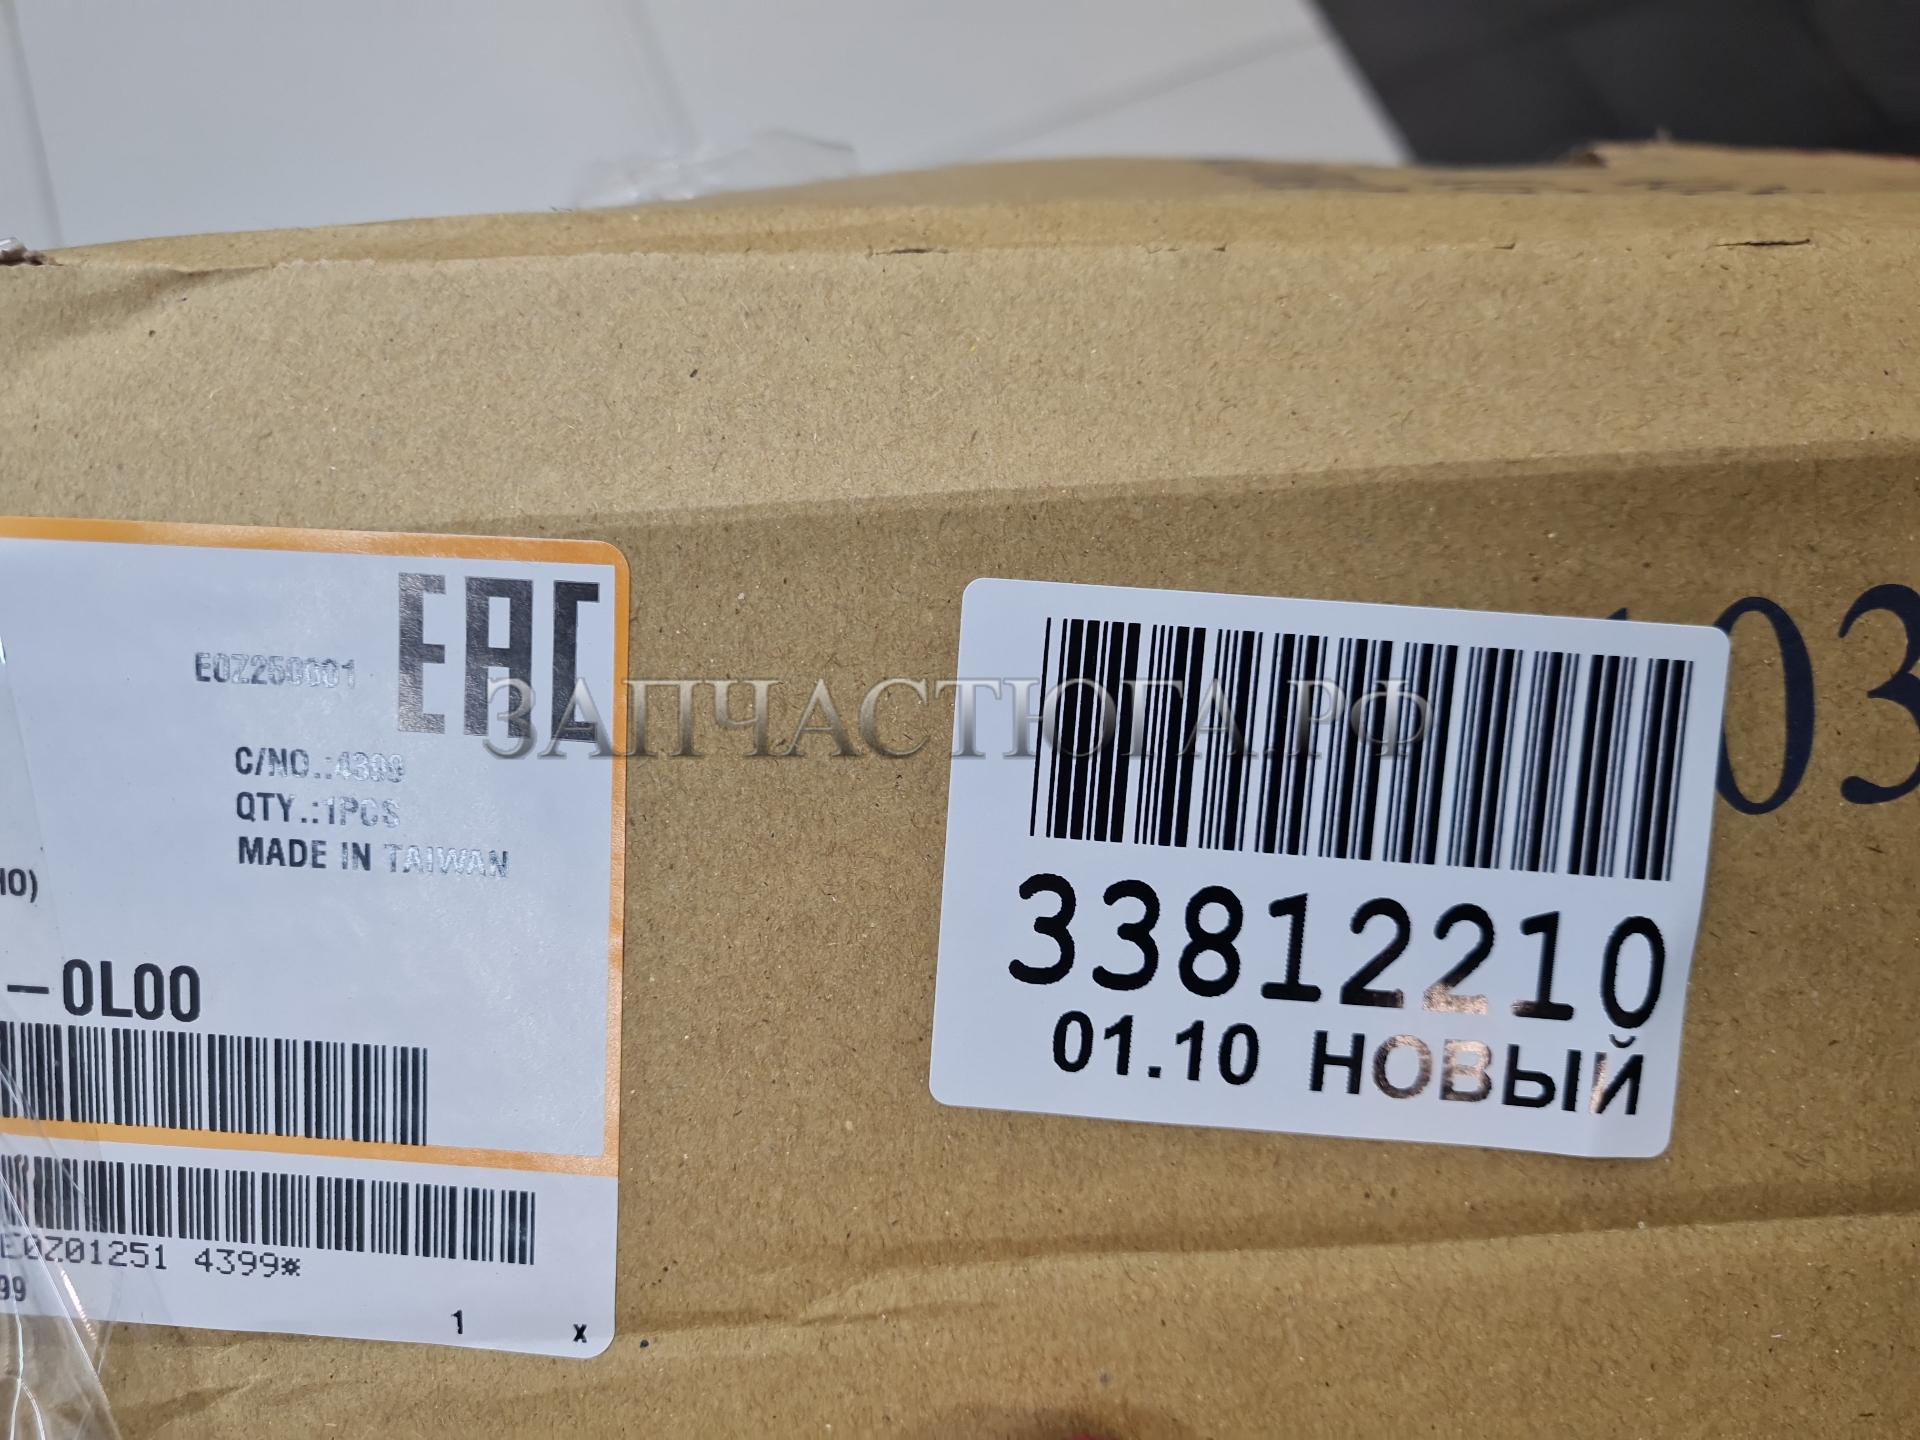 EAC
E0Z250001
C/NO.:4399
QTY.:1PCS
MADE IN TAIWAN
-0L00
E0Z01251 4399*
99
1 x
ЗАПЧАСТЮГА.РФ
33812210
01.10 НОВЫЙ
03